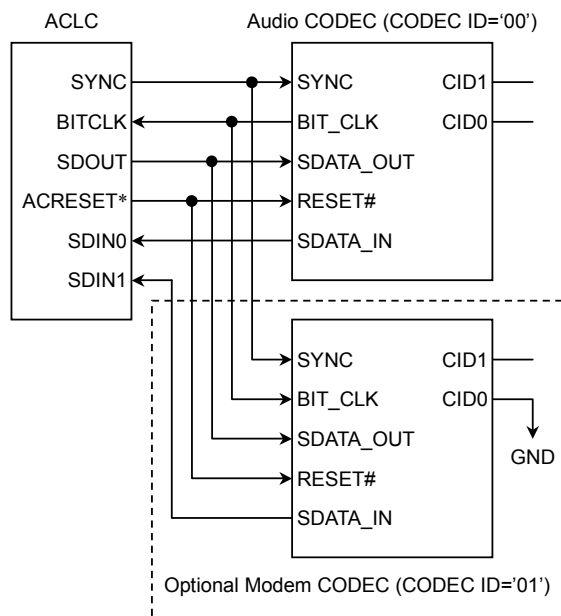 ACLC
SYNC
BITCLK
SDOUT
ACRESET*
SDIN0
SDIN1
Audio CODEC (CODEC ID=‘00’)
SYNC
BIT_CLK
SDATA_OUT
RESET#
SDATA_IN
CID1
CID0
SYNC
BIT_CLK
SDATA_OUT
RESET#
SDATA_IN
CID1
CID0
GND
Optional Modem CODEC (CODEC ID=’01’)